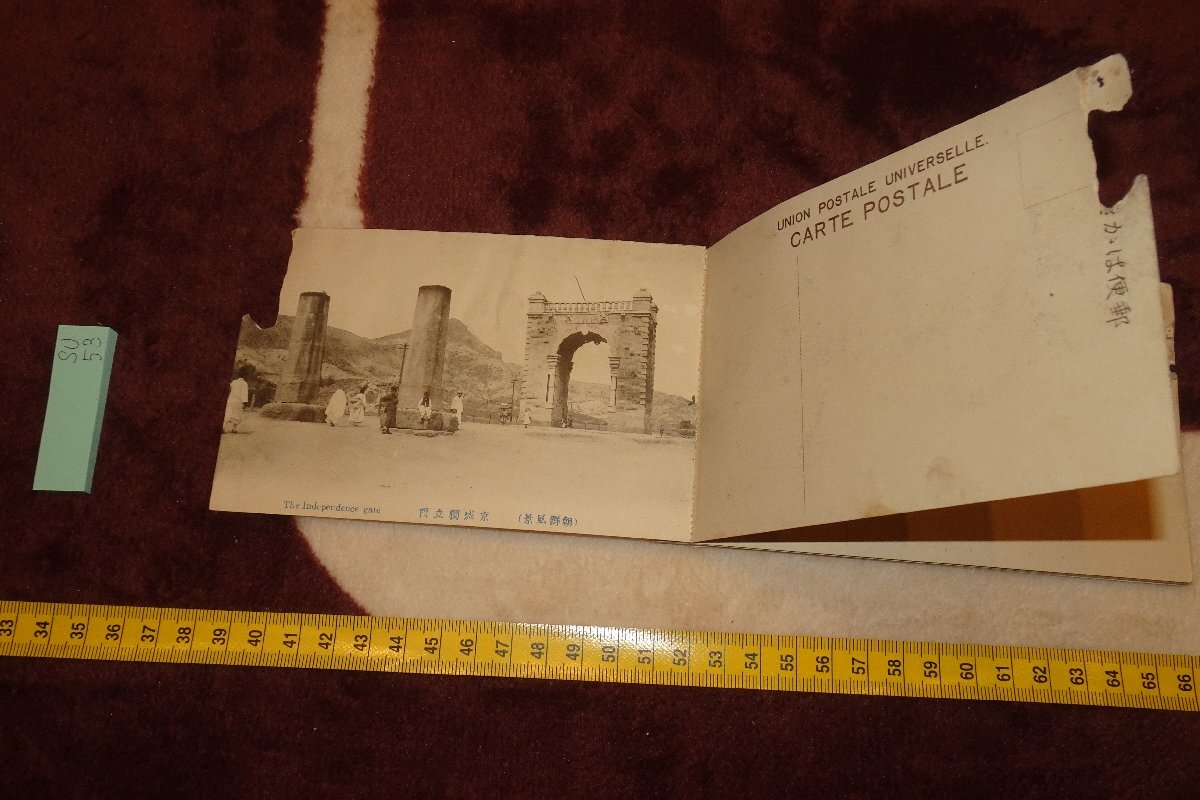 SU
53
UNION POSTALE UNIVERSELLE.
CARTE POSTALE
かは便郵
The Independence gate 門立獨城京 (景風鮮朝)
33 34 35 36 37 38 39 40 41 42 43 44 45 46 47 48 49 50 51 52 53 54 55 56 57 58 59 60 61 62 63 64 65 66